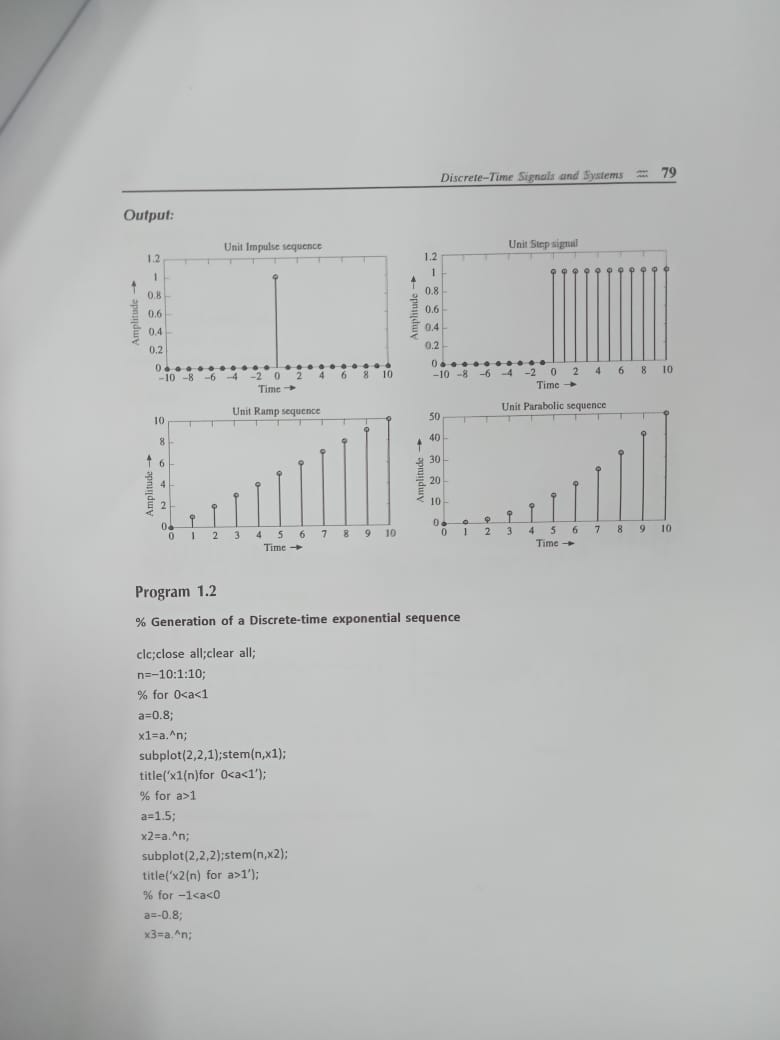 Discrete–Time Signals and Systems 79
Output:
Unit Impulse sequence
1.2
1
0.8
0.6
0.4
0.2
0
Amplitude →
–10 –8 –6 –4 –2 0 2 4 6 8 10
Time →
Unit Step signal
1.2
1
0.8
0.6
0.4
0.2
0
Amplitude →
–10 –8 –6 –4 –2 0 2 4 6 8 10
Time →
Unit Ramp sequence
10
8
6
4
2
0
Amplitude →
0 1 2 3 4 5 6 7 8 9 10
Time →
Unit Parabolic sequence
50
40
30
20
10
0
Amplitude →
0 1 2 3 4 5 6 7 8 9 10
Time →
Program 1.2
% Generation of a Discrete-time exponential sequence
clc;close all;clear all;
n=–10:1:10;
% for 0<a<1
a=0.8;
x1=a.^n;
subplot(2,2,1);stem(n,x1);
title(‘x1(n)for 0<a<1’);
% for a>1
a=1.5;
x2=a.^n;
subplot(2,2,2);stem(n,x2);
title(‘x2(n) for a>1’);
% for –1<a<0
a=-0.8;
x3=a.^n;